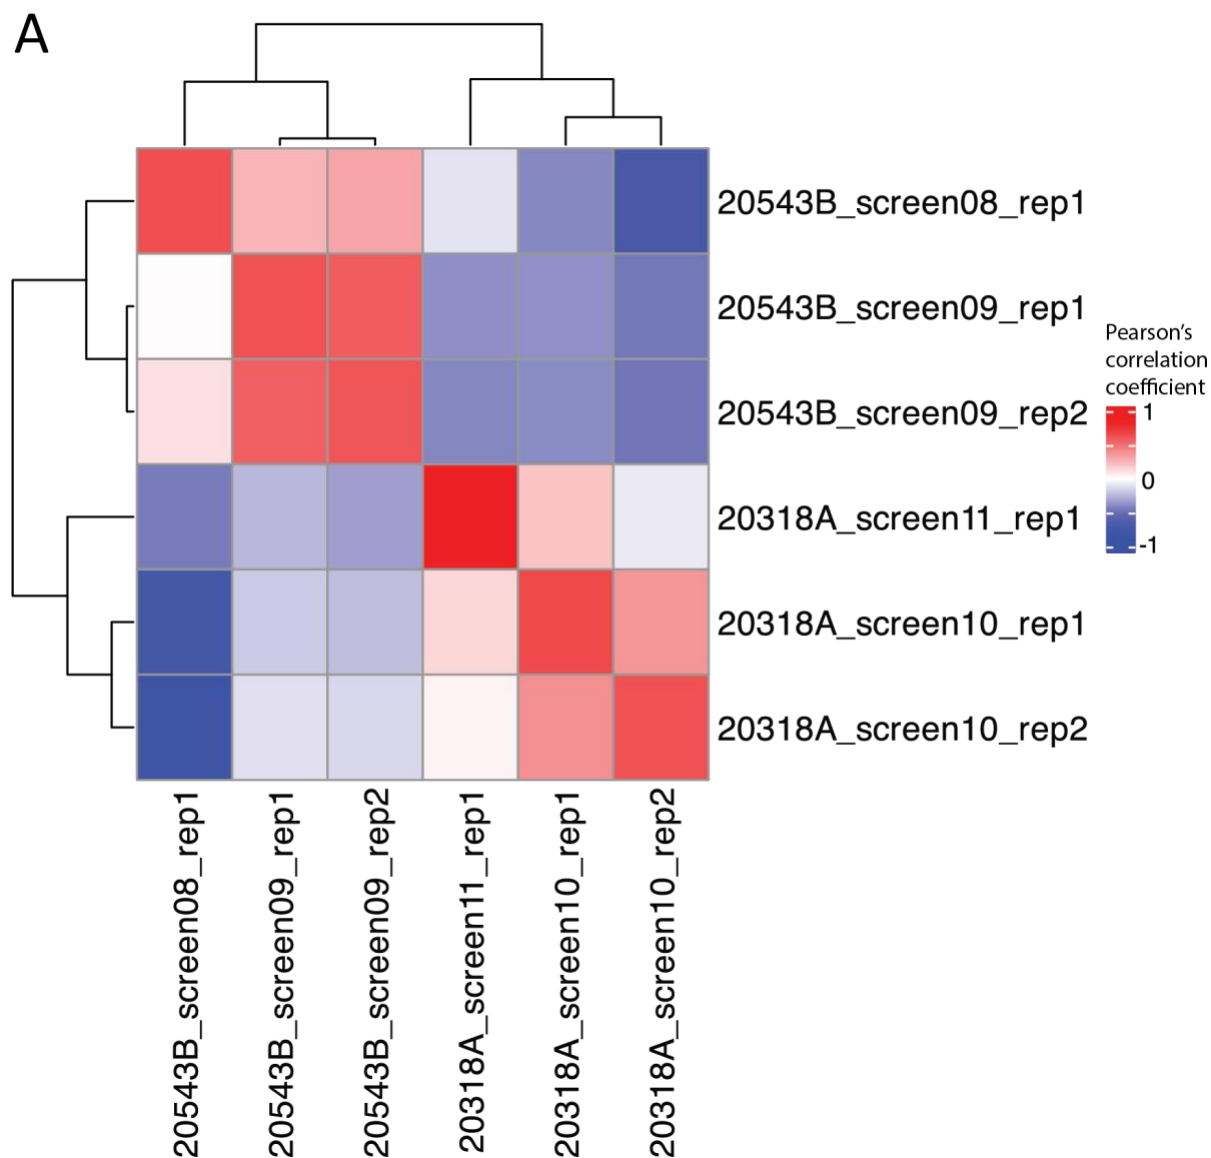 A
20543B_screen08_rep1
20543B_screen09_rep1
20543B_screen09_rep2
20318A_screen11_rep1
20318A_screen10_rep1
20318A_screen10_rep2
Pearson's
correlation
coefficient
1
0
-1
20543B_screen08_rep1
20543B_screen09_rep1
20543B_screen09_rep2
20318A_screen11_rep1
20318A_screen10_rep1
20318A_screen10_rep2